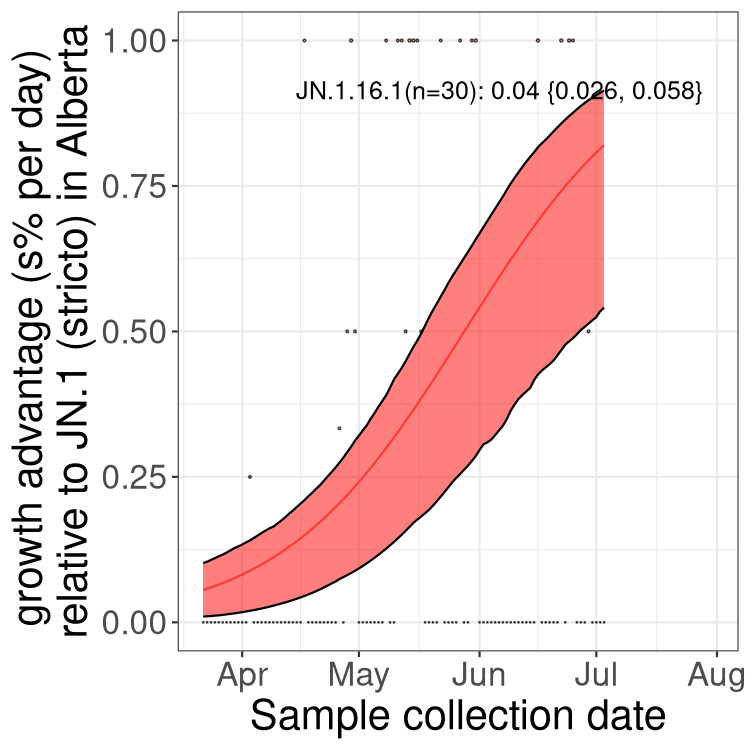 growth advantage (s% per day)
relative to JN.1 (stricto) in Alberta
1.00
0.75
0.50
0.25
0.00
JN.1.16.1(n=30): 0.04 {0.026, 0.058}
Apr May Jun Jul Aug
Sample collection date